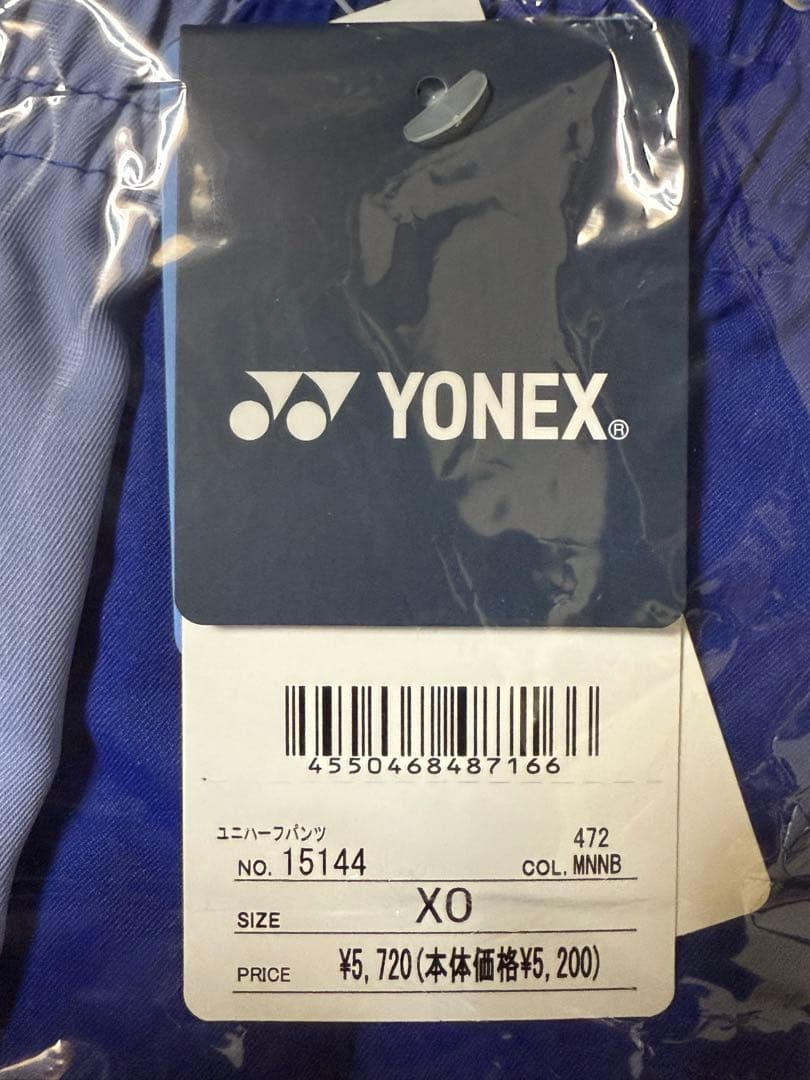 YONEX®
4550468487166
ユニハーフパンツ 472
NO. 15144 COL. MNNB
SIZE XO
PRICE ¥5,720(本体価格¥5,200)